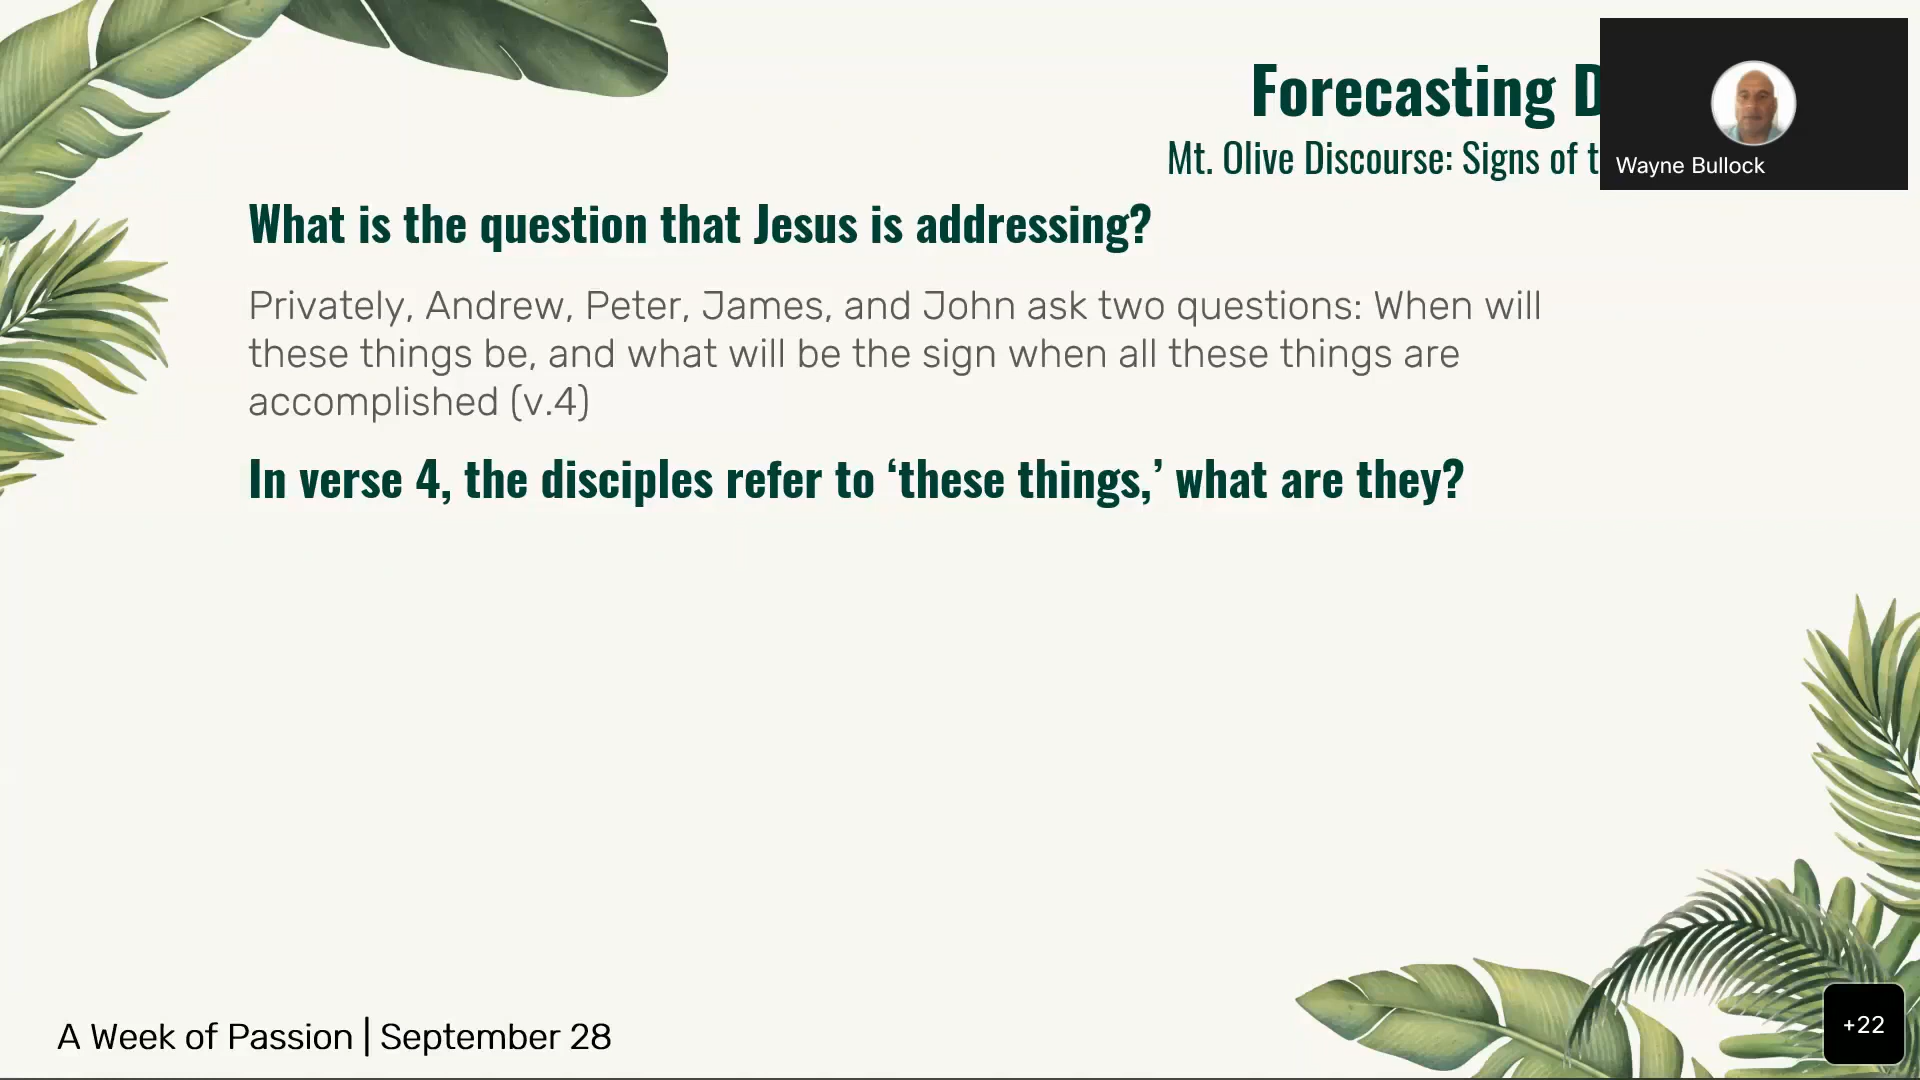 Forecasting
Mt. Olive Discourse: Signs of
Wayne Bullock
What is the question that Jesus is addressing?
Privately, Andrew, Peter, James, and John ask two questions: When will
these things be, and what will be the sign when all these things are
accomplished (v.4)
In verse 4, the disciples refer to ‘these things,’ what are they?
A Week of Passion | September 28
+22